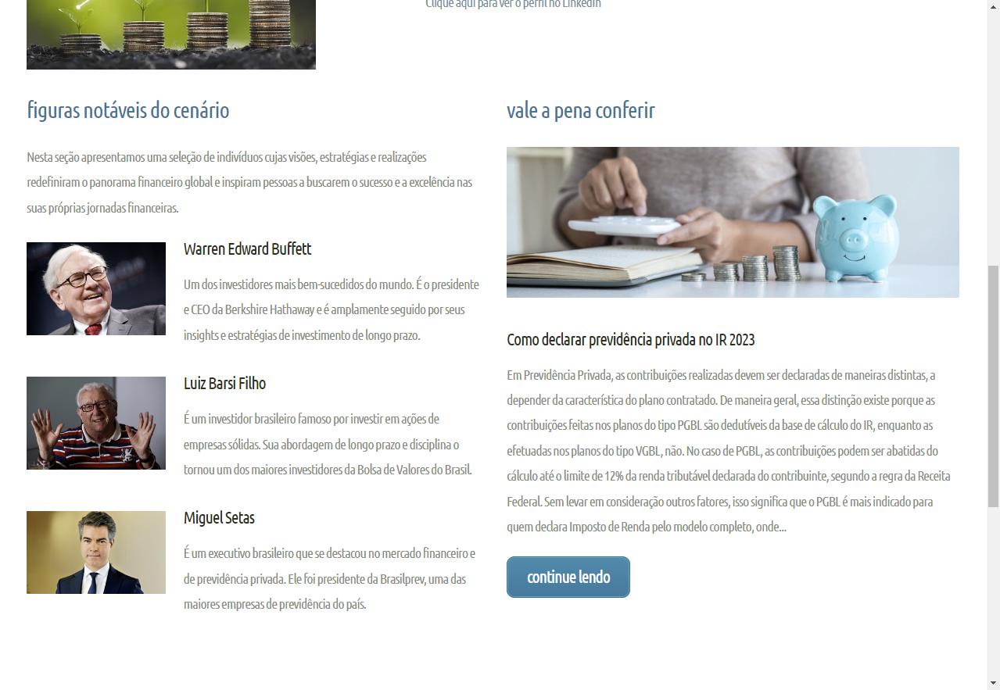 Clique aqui para ver o perfil no LinkedIn
figuras notáveis do cenário
Nesta seção apresentamos uma seleção de indivíduos cujas visões, estratégias e realizações
redefiniram o panorama financeiro global e inspiram pessoas a buscarem o sucesso e a excelência nas
suas próprias jornadas financeiras.
Warren Edward Buffett
Um dos investidores mais bem-sucedidos do mundo. É o presidente
e CEO da Berkshire Hathaway e é amplamente seguido por seus
insights e estratégias de investimento de longo prazo.
Luiz Barsi Filho
É um investidor brasileiro famoso por investir em ações de
empresas sólidas. Sua abordagem de longo prazo e disciplina o
tornou um dos maiores investidores da Bolsa de Valores do Brasil.
Miguel Setas
É um executivo brasileiro que se destacou no mercado financeiro e
de previdência privada. Ele foi presidente da Brasilprev, uma das
maiores empresas de previdência do país.
vale a pena conferir
Como declarar previdência privada no IR 2023
Em Previdência Privada, as contribuições realizadas devem ser declaradas de maneiras distintas, a
depender da característica do plano contratado. De maneira geral, essa distinção existe porque as
contribuições feitas nos planos do tipo PGBL são dedutíveis da base de cálculo do IR, enquanto as
efetuadas nos planos do tipo VGBL, não. No caso de PGBL, as contribuições podem ser abatidas do
cálculo até o limite de 12% da renda tributável declarada do contribuinte, segundo a regra da Receita
Federal. Sem levar em consideração outros fatores, isso significa que o PGBL é mais indicado para
quem declara Imposto de Renda pelo modelo completo, onde...
continue lendo